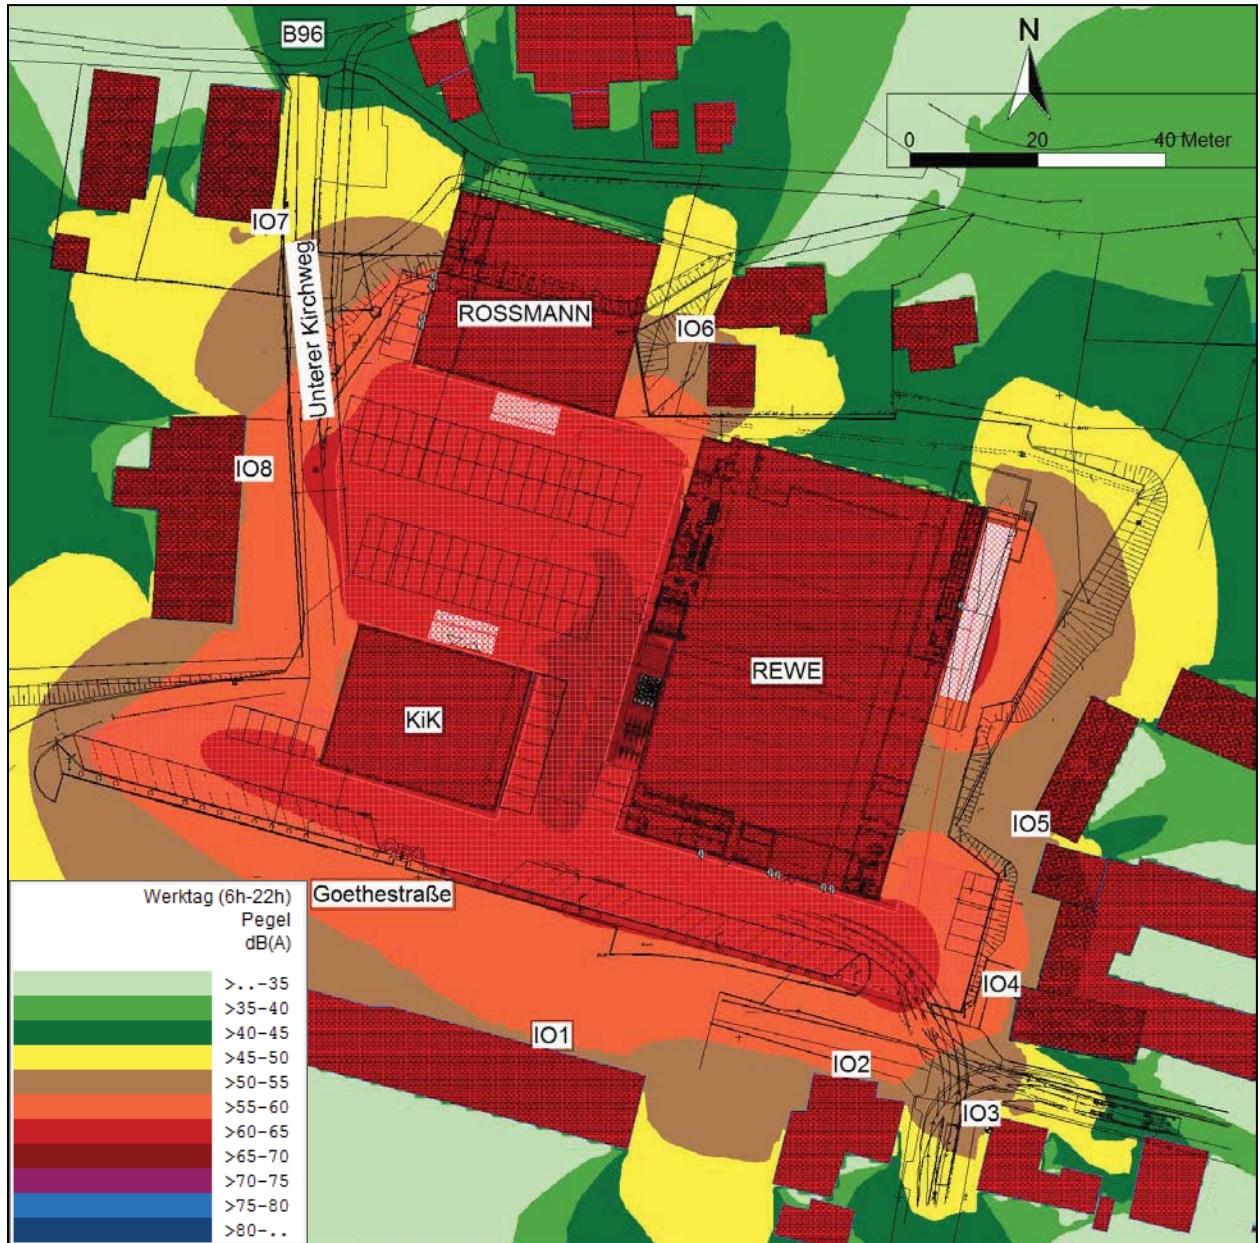 B96
N
0 20 40 Meter
IO7
Unterer Kirchweg
ROSSMANN
IO6
IO8
REWE
KiK
IO5
Goethestraße
IO4
IO1
IO2
IO3
Werktag (6h-22h)
Pegel
dB(A)
>..-35
>35-40
>40-45
>45-50
>50-55
>55-60
>60-65
>65-70
>70-75
>75-80
>80-..